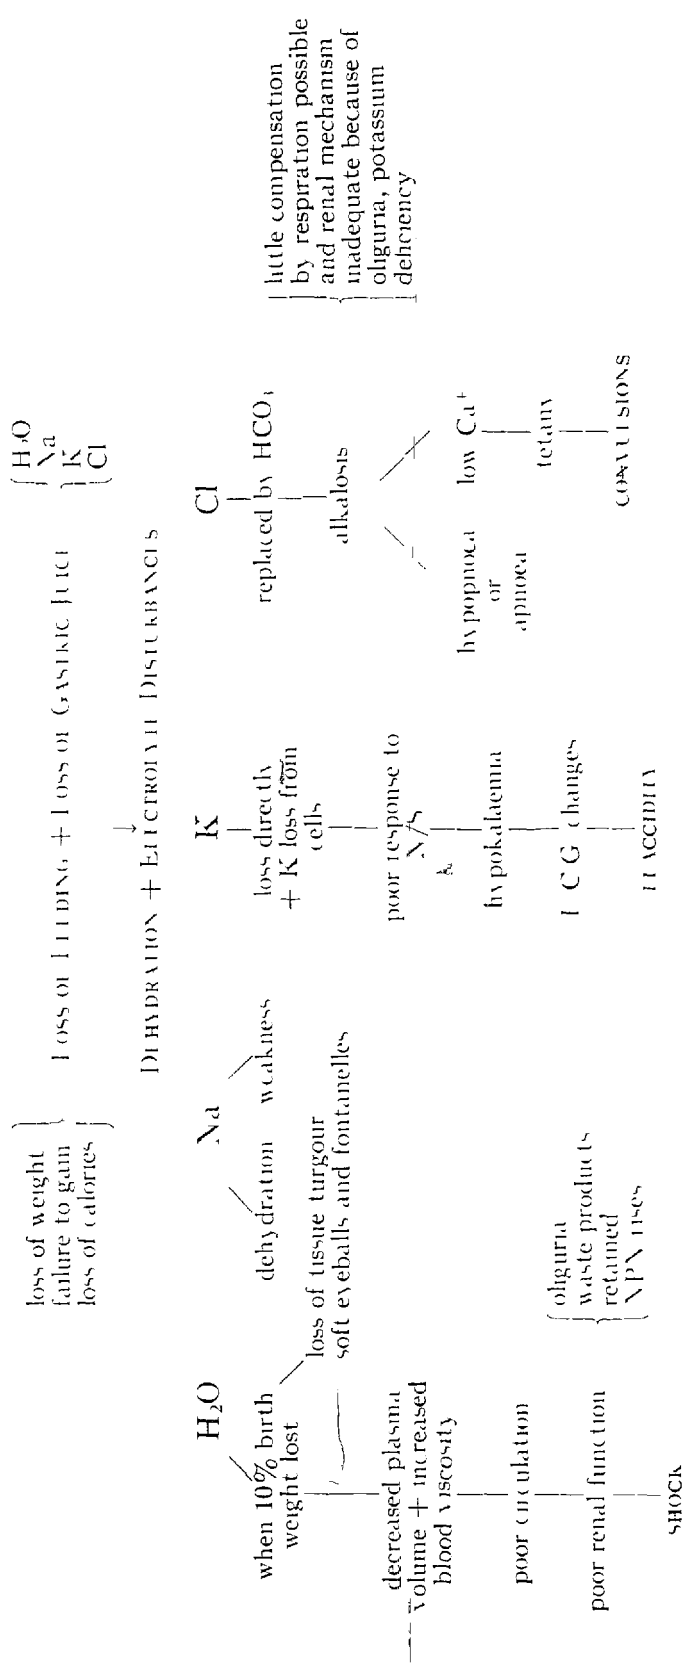 loss of weight
failure to gain
loss of calories
LOSS OF FEEDING + LOSS OF GASTRIC JUICE
H2O
Na
K
Cl
DEHYDRATION + ELECTROLYTE DISTURBANCES
H2O
when 10% birth
weight lost
loss of tissue turgour
soft eyeballs and fontanelles
decreased plasma
volume + increased
blood viscosity
poor circulation
poor renal function
oliguria
waste products
retained
NPN rises
SHOCK
Na
dehydration weakness
K
loss directly
+ K loss from
cells
poor response to
N/S
hypokalaemia
ECG changes
FLACCIDITY
Cl
replaced by HCO3
alkalosis
hypopnoea
or
apnoea
low Ca+
tetany
CONVULSIONS
little compensation
by respiration possible
and renal mechanism
inadequate because of
oliguria, potassium
deficiency